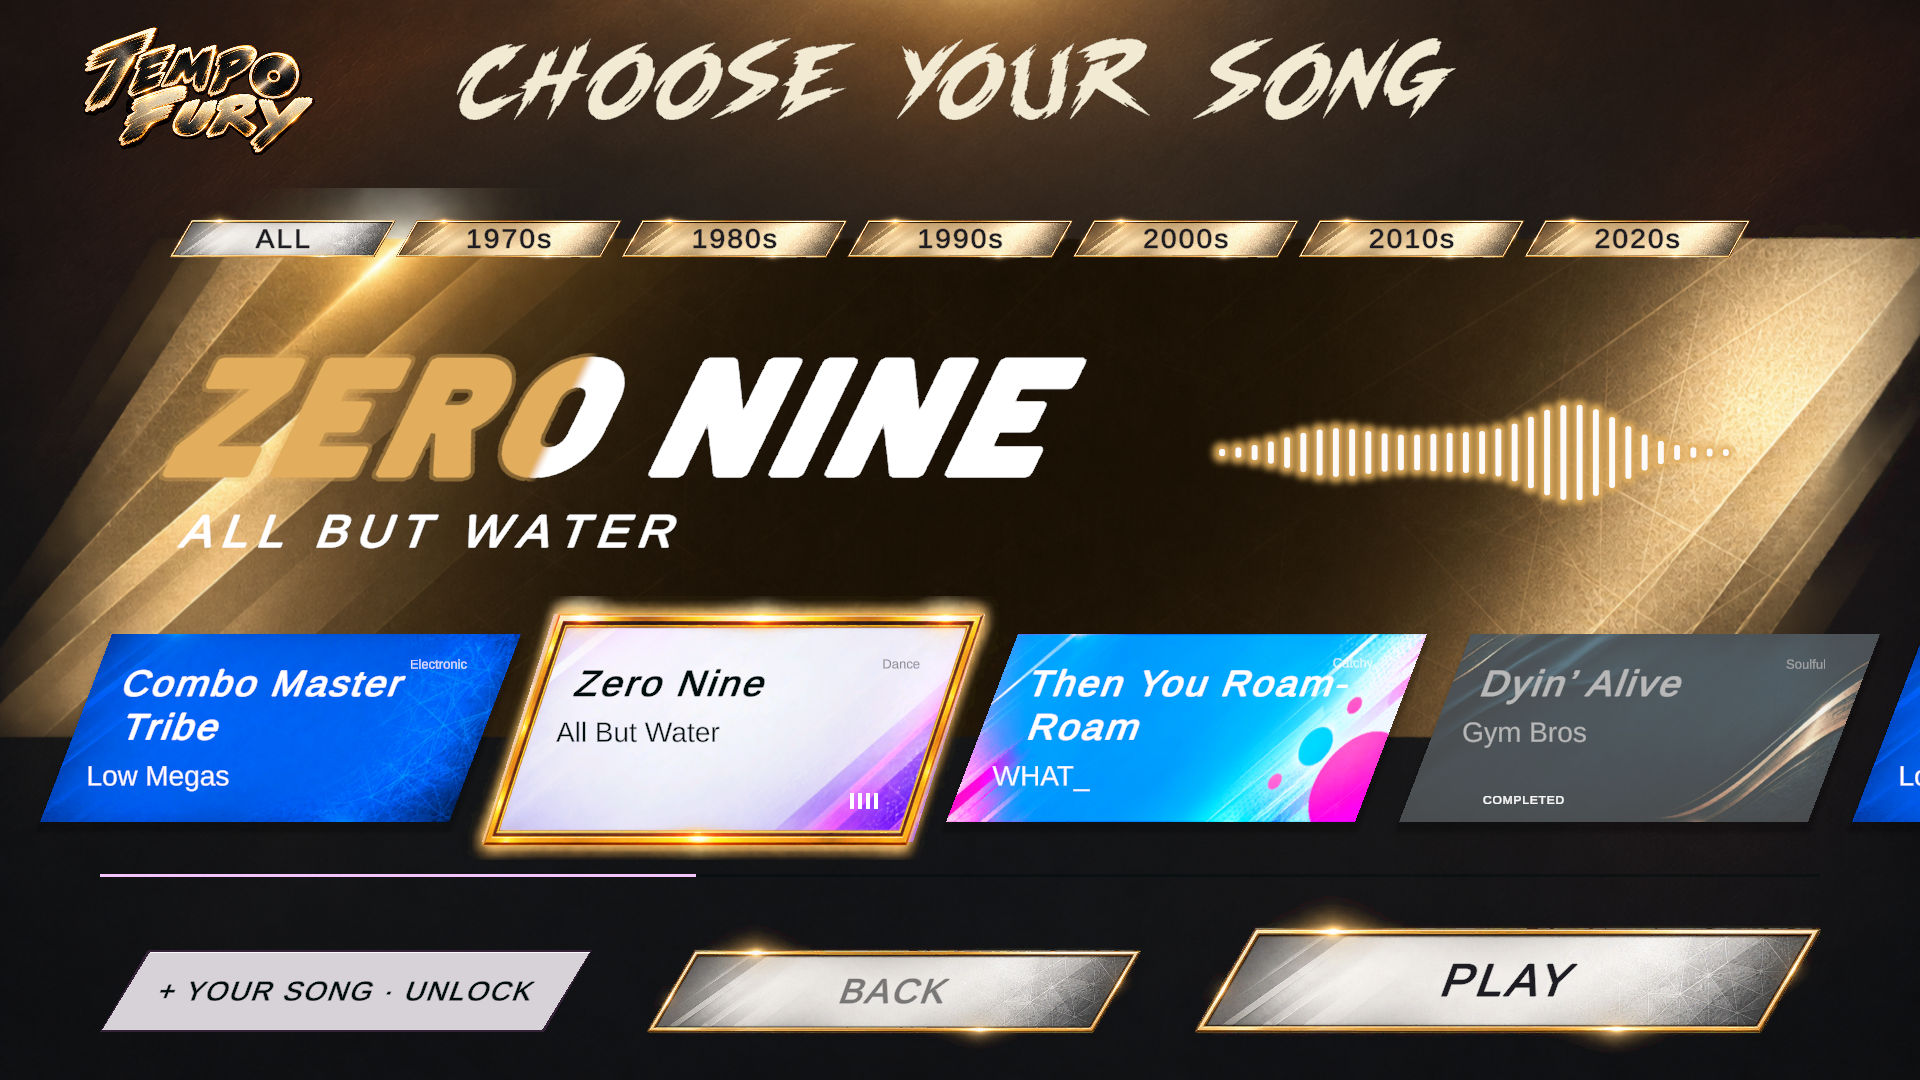 TEMPO
FURY
CHOOSE YOUR SONG
ALL
1970s
1980s
1990s
2000s
2010s
2020s
ZERO NINE
ALL BUT WATER
Electronic
Combo Master
Tribe
Low Megas
Dance
Zero Nine
All But Water
Catchy
Then You Roam-
Roam
WHAT_
Soulful
Dyin’ Alive
Gym Bros
COMPLETED
Lo
+ YOUR SONG · UNLOCK
BACK
PLAY